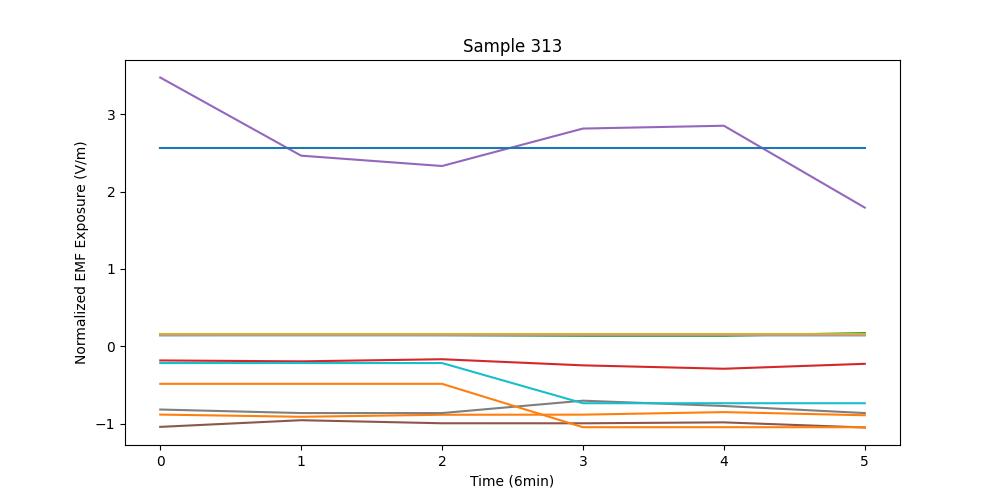 Sample 313
Normalized EMF Exposure (V/m)
3
2
1
0
−1
0 1 2 3 4 5
Time (6min)